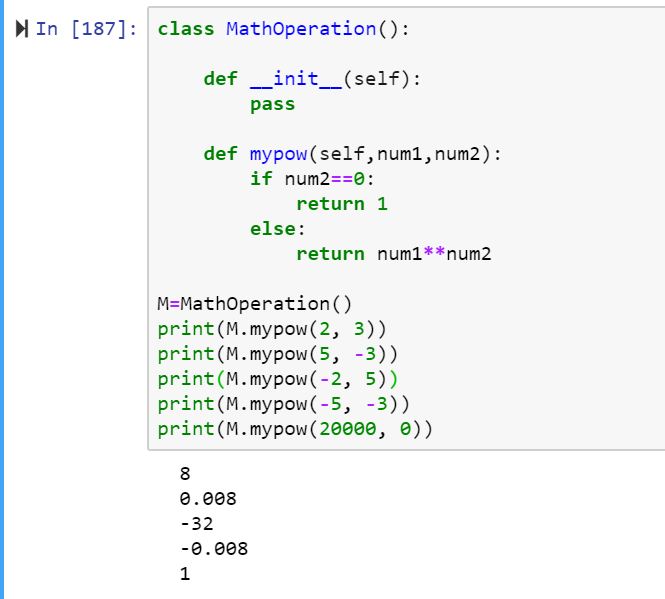 In [187]:
class MathOperation():
    def __init__(self):
        pass
    def mypow(self,num1,num2):
        if num2==0:
            return 1
        else:
            return num1**num2
M=MathOperation()
print(M.mypow(2, 3))
print(M.mypow(5, -3))
print(M.mypow(-2, 5))
print(M.mypow(-5, -3))
print(M.mypow(20000, 0))
8
0.008
-32
-0.008
1